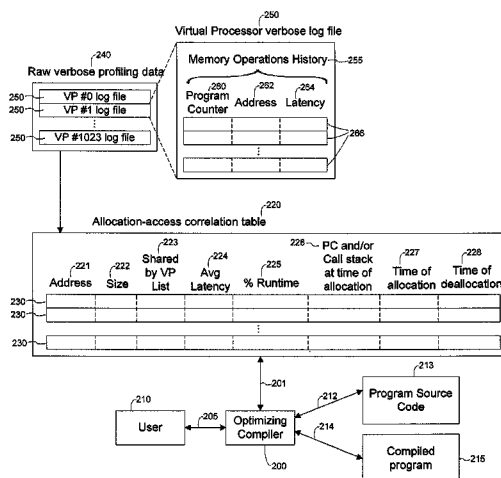 250
Virtual Processor verbose log file
240
Raw verbose profiling data
Memory Operations History
255
250
VP #0 log file
250
VP #1 log file
250
VP #1023 log file
260
262
264
Program
Counter
Address
Latency
266
Allocation-access correlation table
220
221
Address
222
Size
223
Shared
by VP
List
224
Avg
Latency
225
% Runtime
226
PC and/or
Call stack
at time of
allocation
227
Time of
allocation
228
Time of
deallocation
230
230
230
201
210
User
205
Optimizing
Compiler
200
212
214
213
Program Source
Code
Compiled
program
215